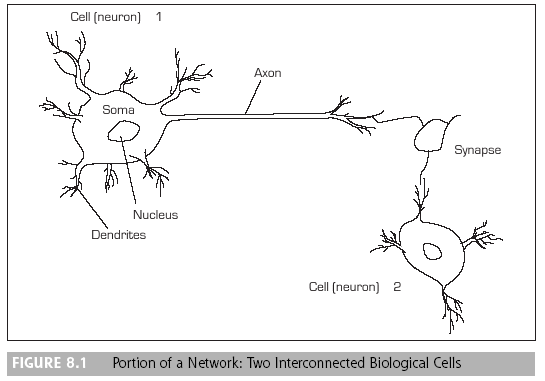 Cell (neuron) 1
Axon
Soma
Synapse
Nucleus
Dendrites
Cell (neuron) 2
FIGURE 8.1 Portion of a Network: Two Interconnected Biological Cells